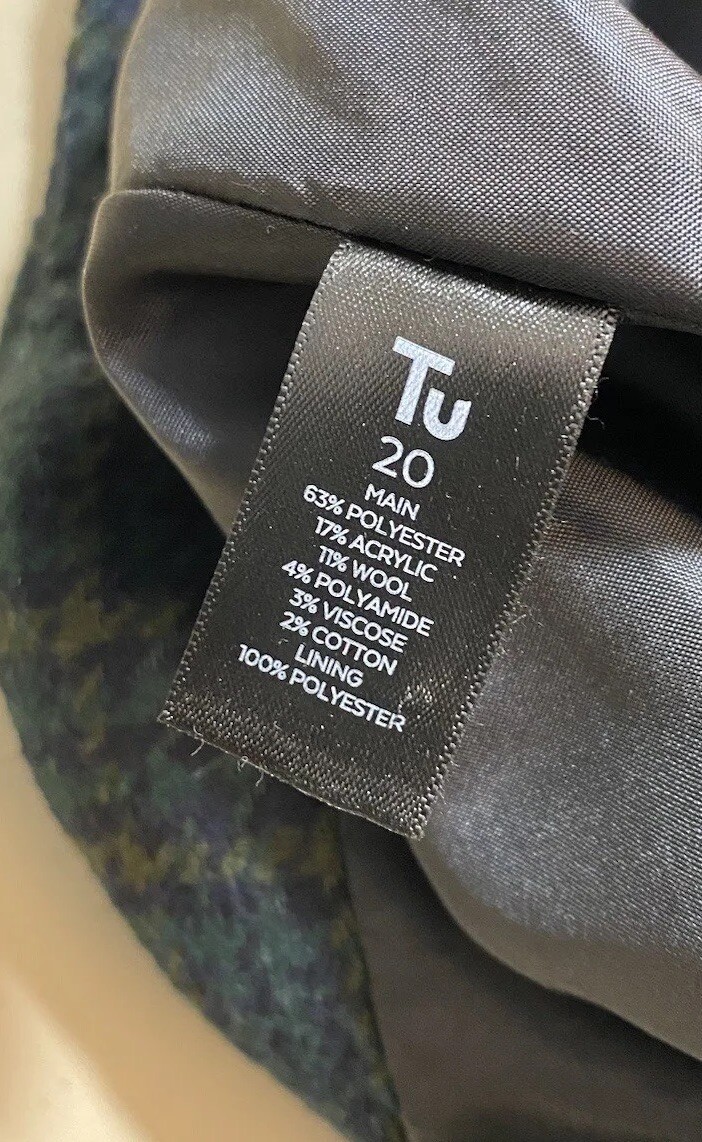 Tu
20
MAIN
63% POLYESTER
17% ACRYLIC
11% WOOL
4% POLYAMIDE
3% VISCOSE
2% COTTON
LINING
100% POLYESTER